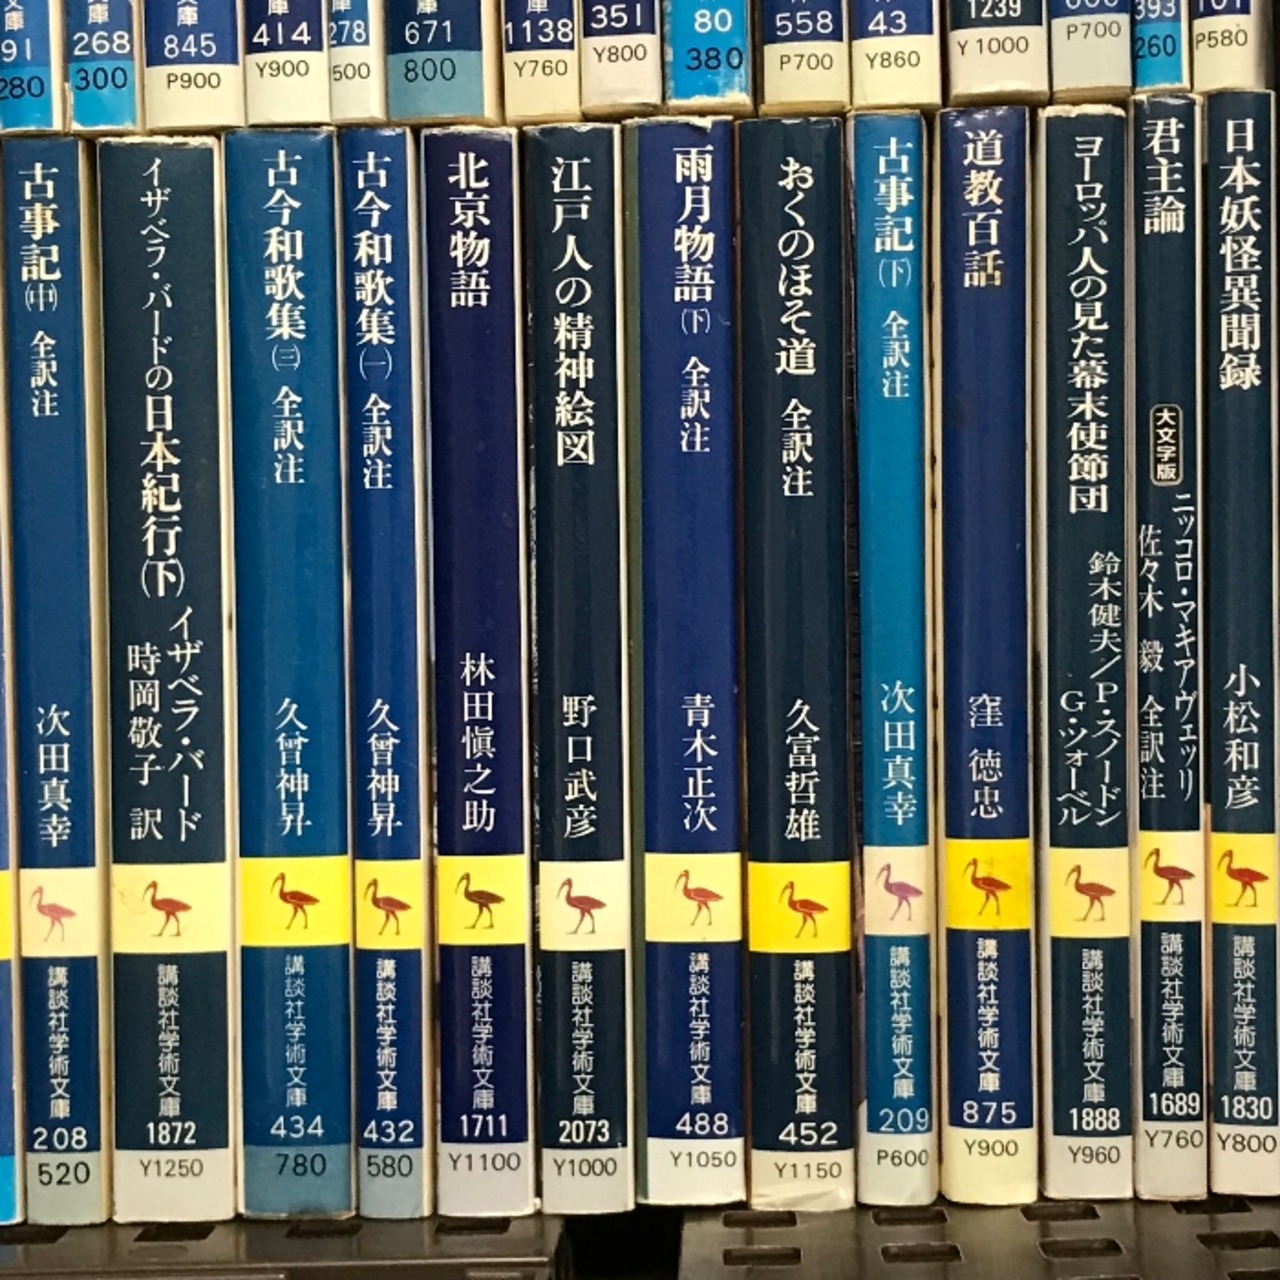 91
280
268
300
845
P900
庫
414
Y900
278
500
671
800
庫
1138
Y760
351
Y800
80
380
558
P700
43
Y860
1239
Y1000
P700
393
260
P580
古事記(中) 全訳注
次田真幸
講談社学術文庫
208
520
イザベラ・バードの日本紀行(下)
イザベラ・バード
時岡敬子 訳
講談社学術文庫
1872
Y1250
古今和歌集(三) 全訳注
久曾神昇
講談社学術文庫
434
780
古今和歌集(一) 全訳注
久曾神昇
講談社学術文庫
432
580
北京物語
林田愼之助
講談社学術文庫
1711
Y1100
江戸人の精神絵図
野口武彦
講談社学術文庫
2073
Y1000
雨月物語(下) 全訳注
青木正次
講談社学術文庫
488
Y1050
おくのほそ道 全訳注
久富哲雄
講談社学術文庫
452
Y1150
古事記(下) 全訳注
次田真幸
講談社学術文庫
209
P600
道教百話
窪 徳忠
講談社学術文庫
875
Y900
ヨーロッパ人の見た幕末使節団
鈴木健夫/P・スノードン
G・ツォーベル
講談社学術文庫
1888
Y960
君主論
大文字版
ニッコロ・マキアヴェッリ
佐々木 毅 全訳注
講談社学術文庫
1689
Y760
日本妖怪異聞録
小松和彦
講談社学術文庫
1830
Y800